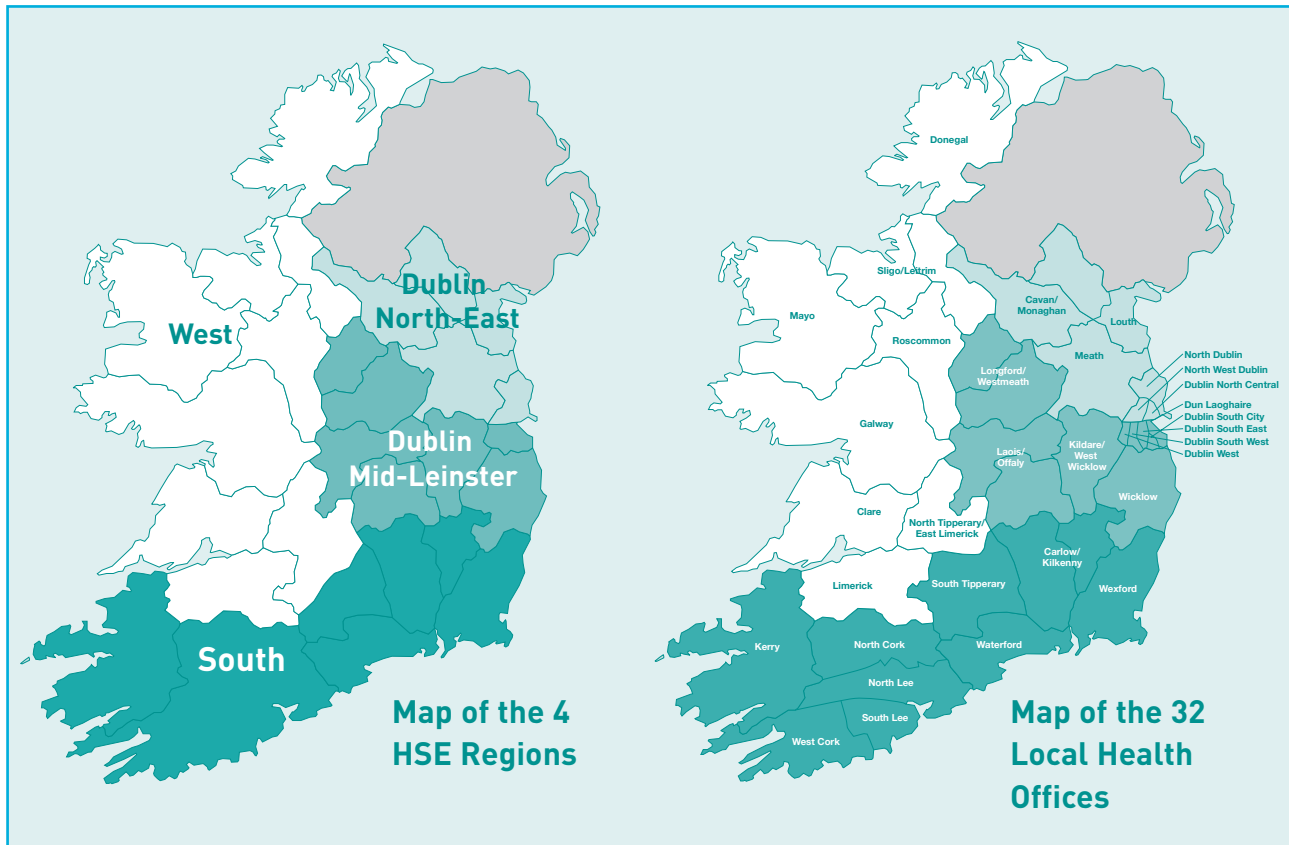 Dublin
North-East
West
Dublin
Mid-Leinster
South
Map of the 4
HSE Regions
Donegal
Sligo/Leitrim
Cavan/
Monaghan
Mayo
Louth
Roscommon
Meath
Longford/
Westmeath
North Dublin
North West Dublin
Dublin North Central
Dun Laoghaire
Dublin South City
Dublin South East
Dublin South West
Dublin West
Galway
Laois/
Offaly
Kildare/
West
Wicklow
Wicklow
Clare
North Tipperary/
East Limerick
Carlow/
Kilkenny
Limerick
South Tipperary
Wexford
Kerry
North Cork
Waterford
North Lee
South Lee
West Cork
Map of the 32
Local Health
Offices